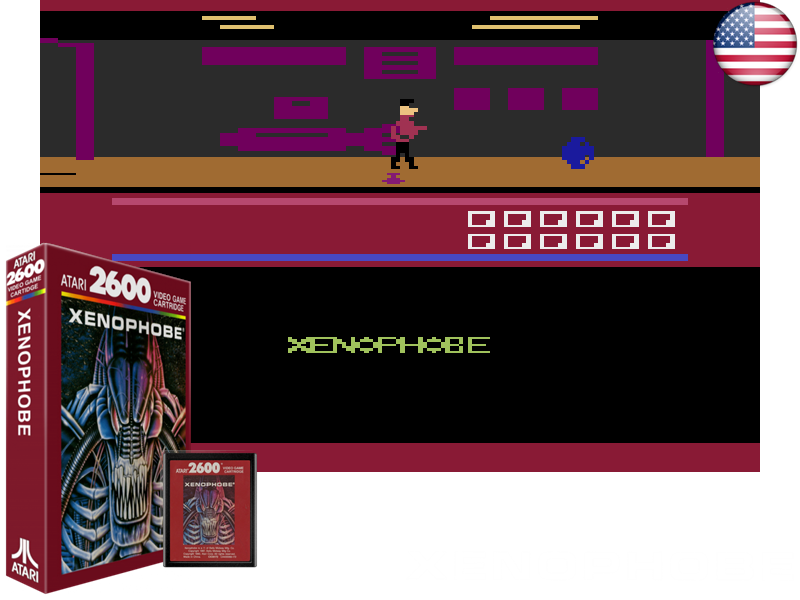 XENOPHOBE
ATARI
2600
VIDEO GAME
CARTIDGE
XENOPHOBE
ATARI 2600 VIDEO GAME
CARTRIDGE
XENOPHOBE®
ATARI
ATARI 2600 VIDEO GAME
CARTRIDGE
XENOPHOBE®